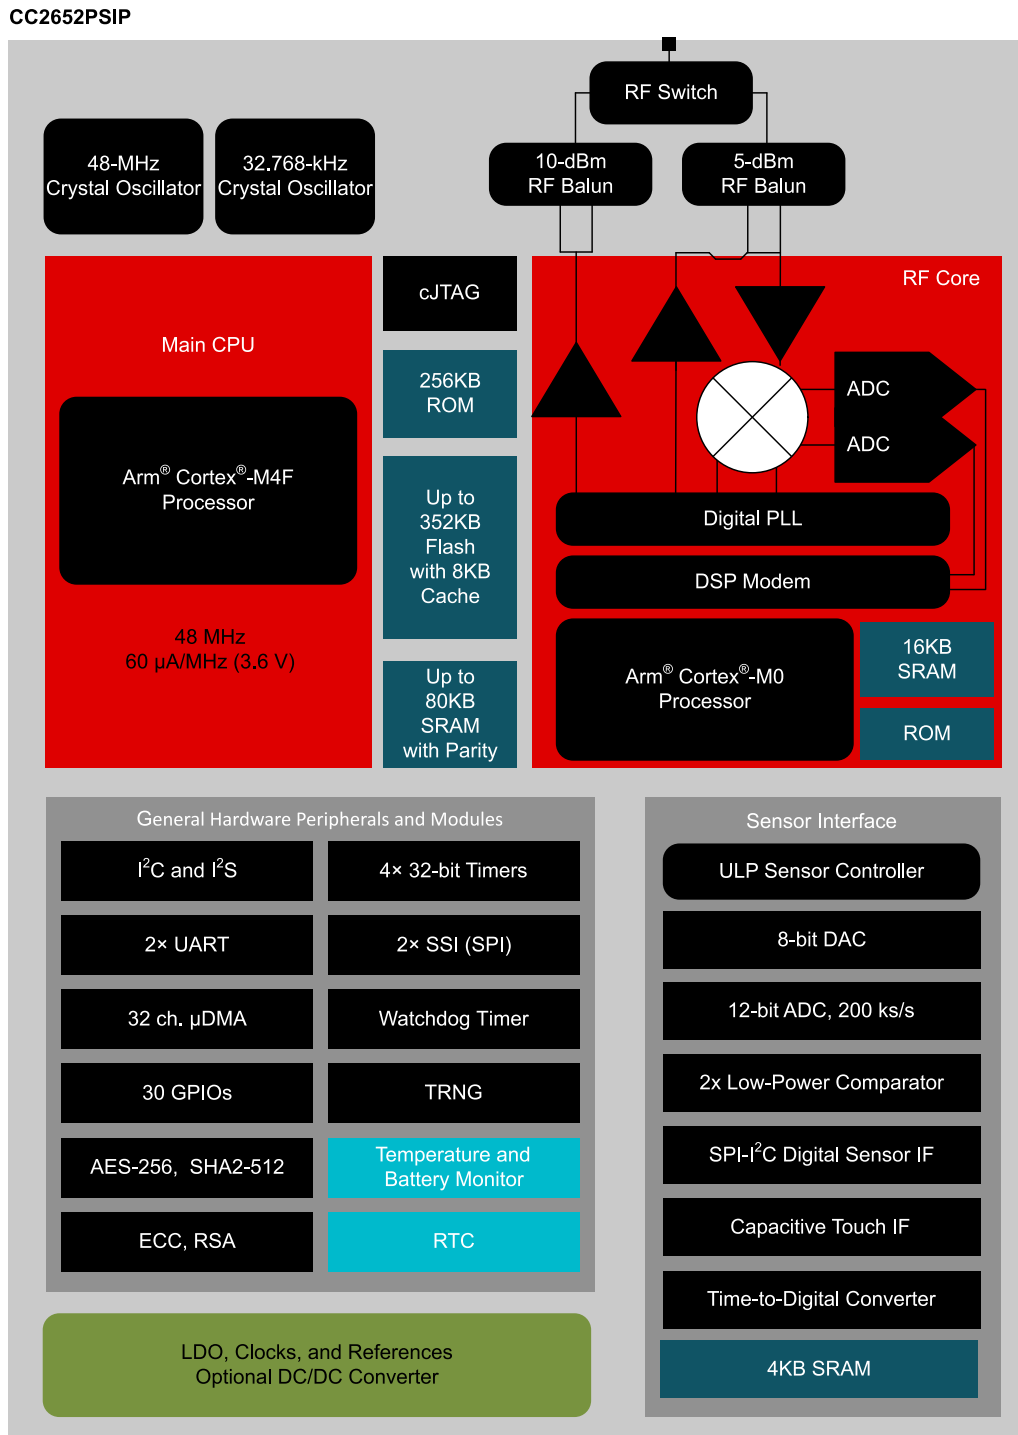 CC2652PSIP
RF Switch
48-MHz
Crystal Oscillator
32.768-kHz
Crystal Oscillator
10-dBm
RF Balun
5-dBm
RF Balun
Main CPU
Arm® Cortex®-M4F
Processor
48 MHz
60 µA/MHz (3.6 V)
cJTAG
256KB
ROM
Up to
352KB
Flash
with 8KB
Cache
Up to
80KB
SRAM
with Parity
RF Core
ADC
ADC
Digital PLL
DSP Modem
Arm® Cortex®-M0
Processor
16KB
SRAM
ROM
General Hardware Peripherals and Modules
I²C and I²S
4× 32-bit Timers
2× UART
2× SSI (SPI)
32 ch. µDMA
Watchdog Timer
30 GPIOs
TRNG
AES-256, SHA2-512
Temperature and
Battery Monitor
ECC, RSA
RTC
LDO, Clocks, and References
Optional DC/DC Converter
Sensor Interface
ULP Sensor Controller
8-bit DAC
12-bit ADC, 200 ks/s
2x Low-Power Comparator
SPI-I²C Digital Sensor IF
Capacitive Touch IF
Time-to-Digital Converter
4KB SRAM